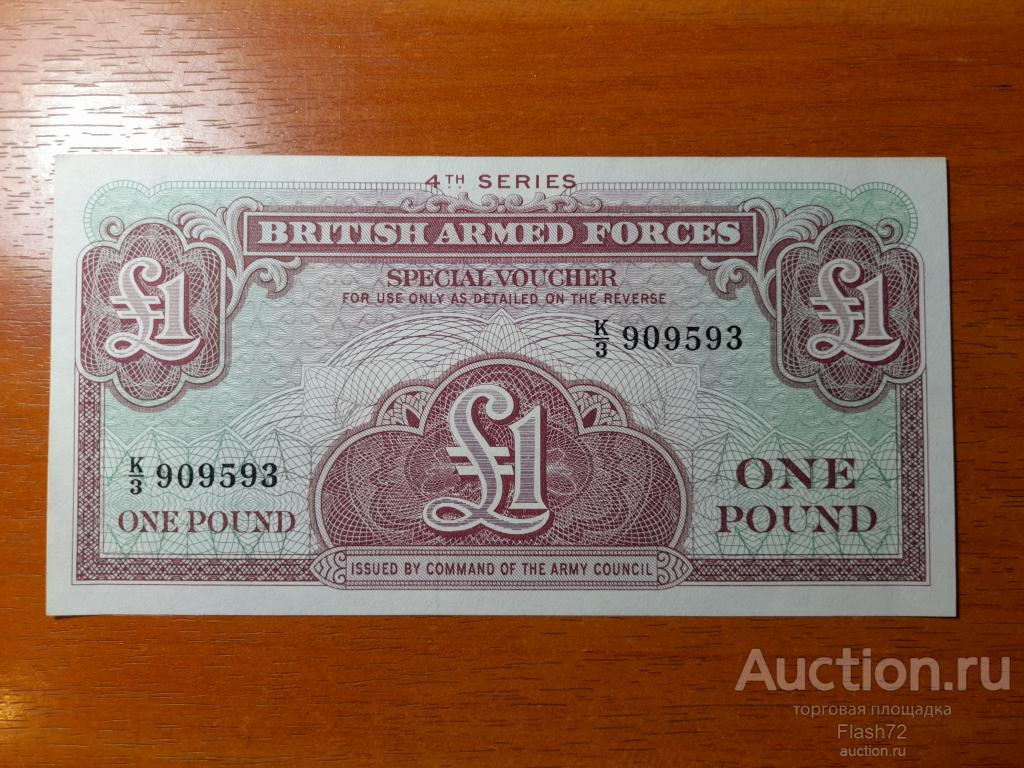 4TH SERIES
BRITISH ARMED FORCES
SPECIAL VOUCHER
FOR USE ONLY AS DETAILED ON THE REVERSE
£1
£1
K/3 909593
£1
K/3 909593
ONE POUND
ONE
POUND
ISSUED BY COMMAND OF THE ARMY COUNCIL
Auction.ru
торговая площадка
Flash72
auction.ru